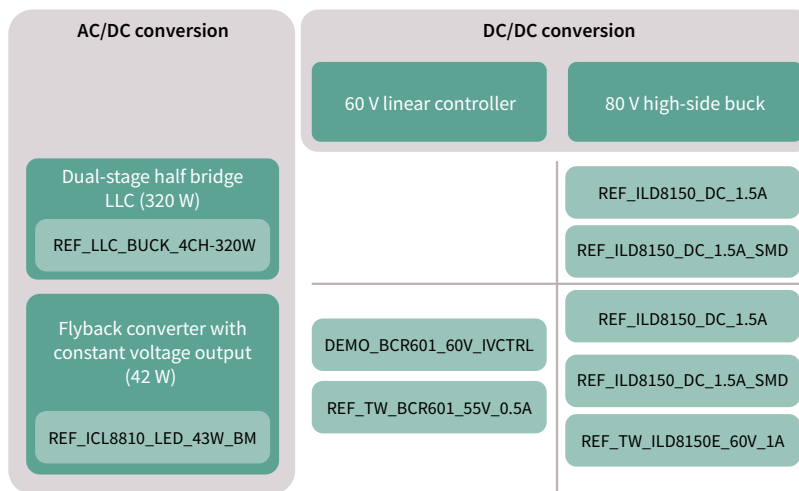 AC/DC conversion
DC/DC conversion
60 V linear controller
80 V high-side buck
Dual-stage half bridge
LLC (320 W)
REF_LLC_BUCK_4CH-320W
REF_ILD8150_DC_1.5A
REF_ILD8150_DC_1.5A_SMD
Flyback converter with
constant voltage output
(42 W)
REF_ICL8810_LED_43W_BM
DEMO_BCR601_60V_IVCTRL
REF_TW_BCR601_55V_0.5A
REF_ILD8150_DC_1.5A
REF_ILD8150_DC_1.5A_SMD
REF_TW_ILD8150E_60V_1A